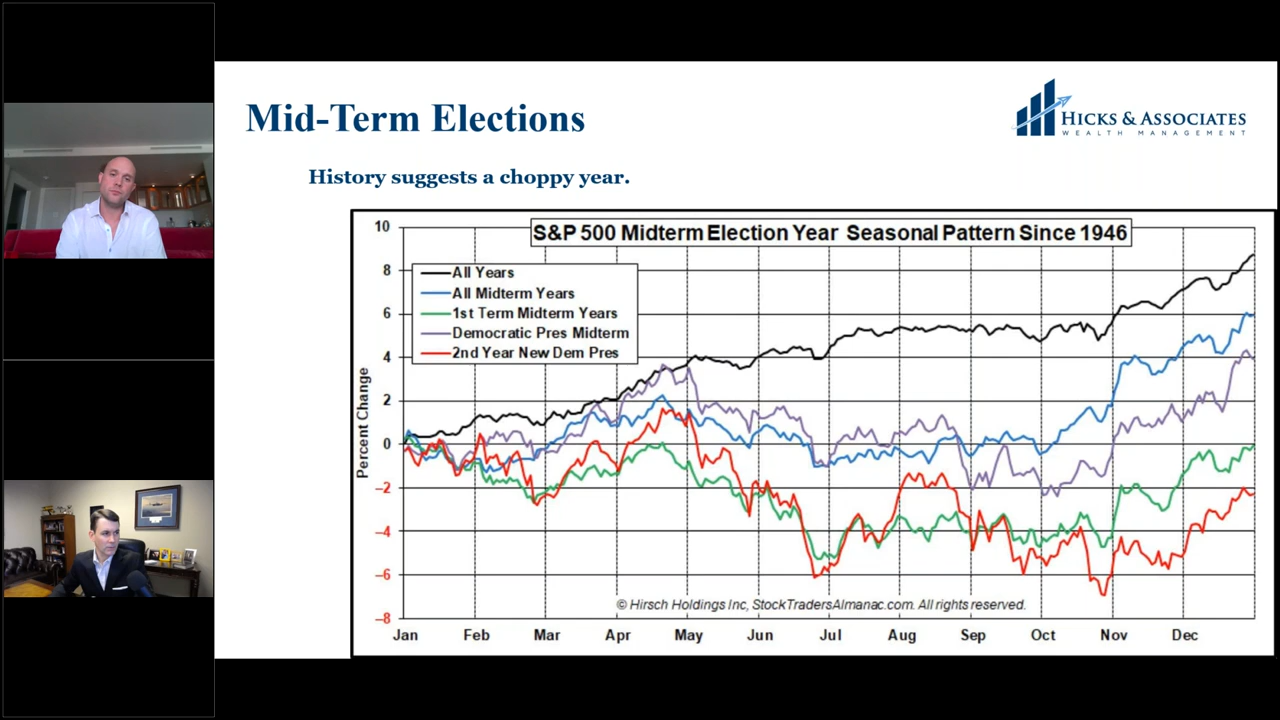 Mid-Term Elections
HICKS & ASSOCIATES
WEALTH MANAGEMENT
History suggests a choppy year.
S&P 500 Midterm Election Year Seasonal Pattern Since 1946
All Years
All Midterm Years
1st Term Midterm Years
Democratic Pres Midterm
2nd Year New Dem Pres
Percent Change
10
8
6
4
2
0
-2
-4
-6
-8
© Hirsch Holdings Inc, StockTradersAlmanac.com. All rights reserved.
Jan Feb Mar Apr May Jun Jul Aug Sep Oct Nov Dec